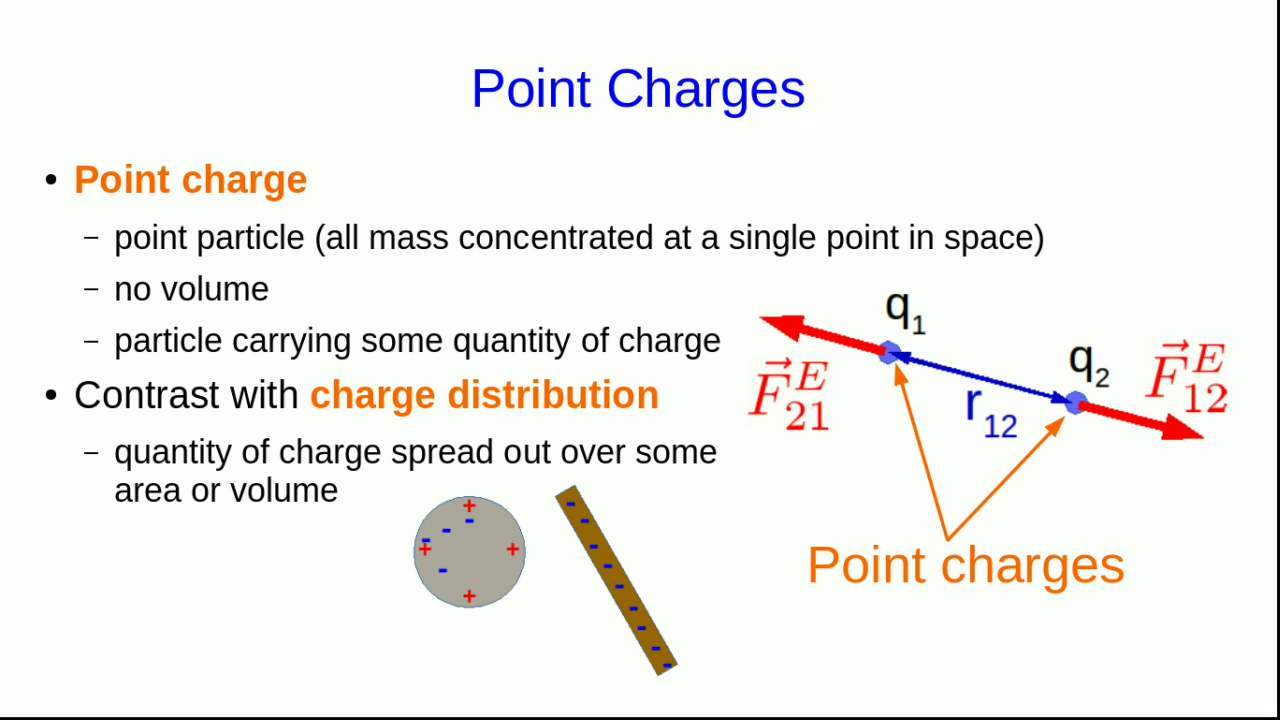 Point Charges
• Point charge
– point particle (all mass concentrated at a single point in space)
– no volume
– particle carrying some quantity of charge
• Contrast with charge distribution
– quantity of charge spread out over some
area or volume
q₁
q₂
F⃗₂₁ᴱ
F⃗₁₂ᴱ
r₁₂
Point charges
+
-
-
-
+
+
-
+
-
-
-
-
-
-
-
-
-